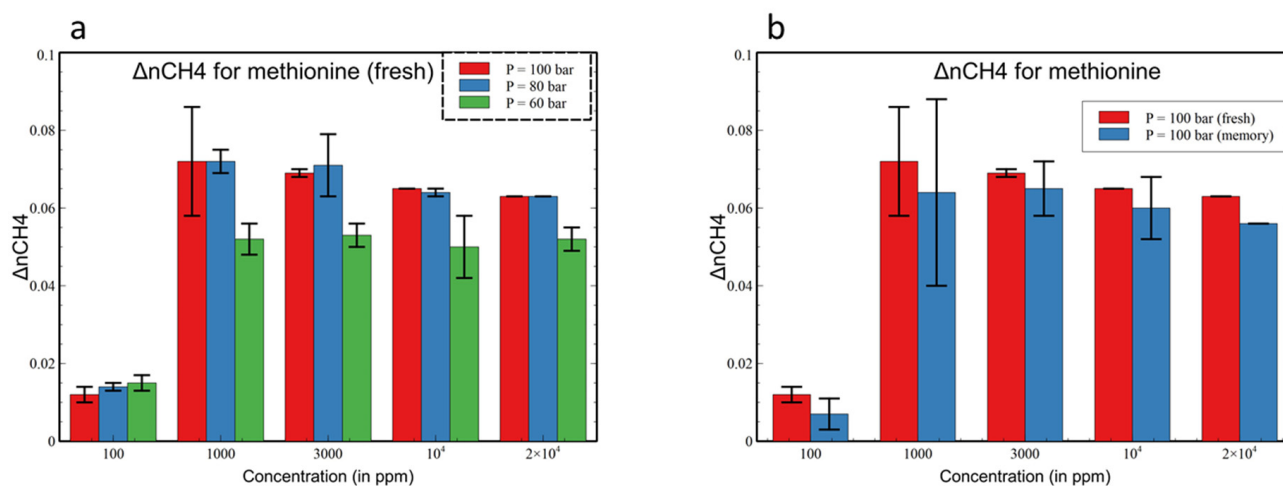 a
ΔnCH4 for methionine (fresh)
P = 100 bar
P = 80 bar
P = 60 bar
0.1
0.08
0.06
0.04
0.02
0
ΔnCH4
100 1000 3000 10⁴ 2×10⁴
Concentration (in ppm)
b
ΔnCH4 for methionine
P = 100 bar (fresh)
P = 100 bar (memory)
0.1
0.08
0.06
0.04
0.02
0
ΔnCH4
100 1000 3000 10⁴ 2×10⁴
Concentration (in ppm)